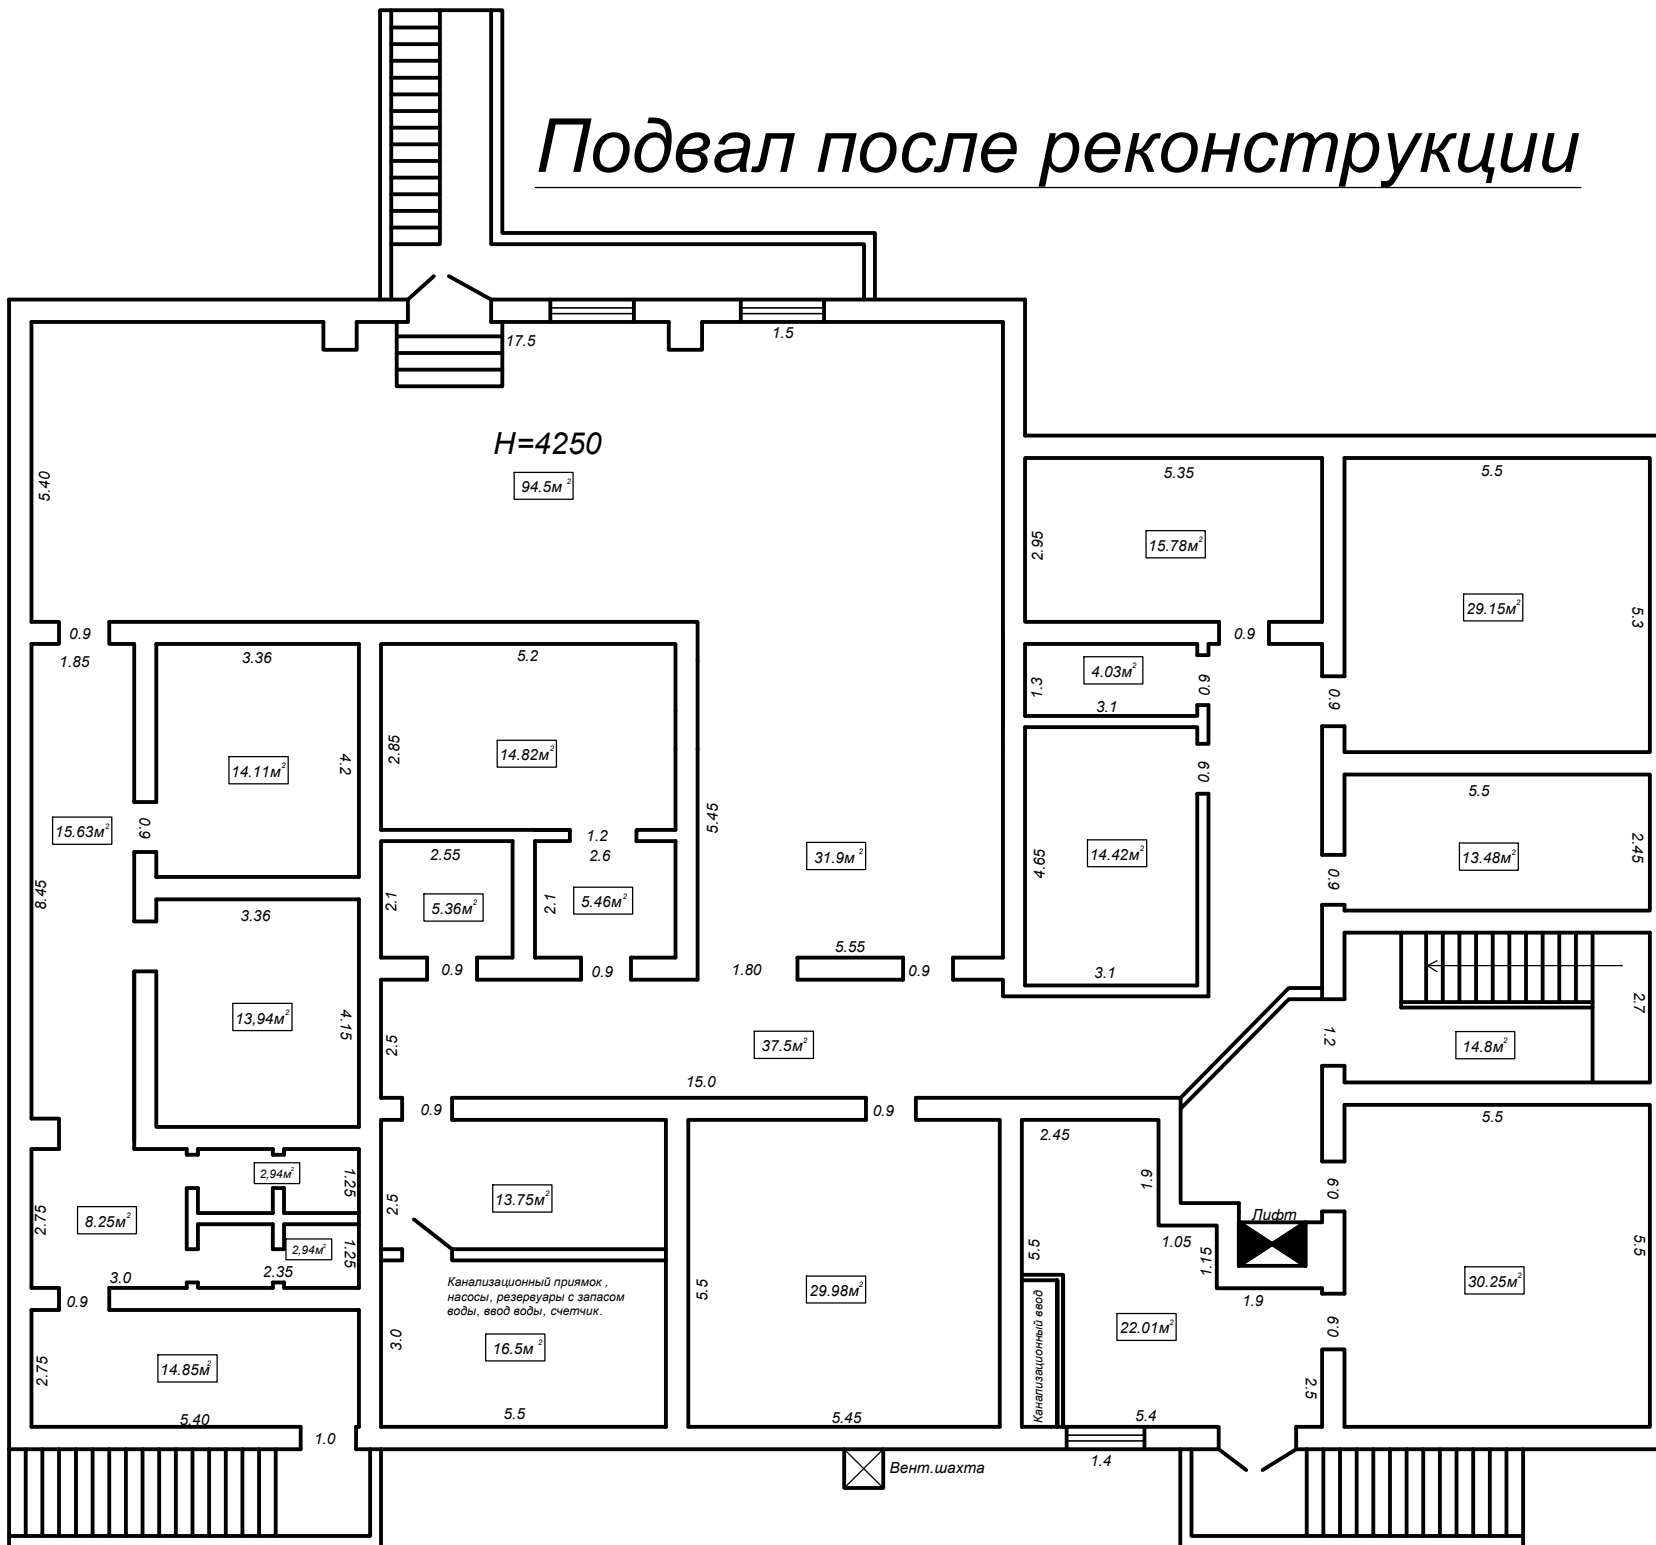 Подвал после реконструкции
17.5
1.5
H=4250
94.5м²
5.40
5.35
2.95
15.78м²
5.5
29.15м²
5.3
0.9
1.85
3.36
5.2
0.9
4.03м²
1.3
3.1
0.9
0.9
14.11м²
4.2
2.85
14.82м²
0.9
5.5
15.63м²
0.9
1.2
5.45
2.55
2.6
31.9м²
4.65
14.42м²
13.48м²
2.45
8.45
3.36
2.1
5.36м²
2.1
5.46м²
0.9
5.55
0.9
0.9
1.80
0.9
3.1
2.7
13,94м²
4.15
2.5
37.5м²
1.2
14.8м²
15.0
0.9
0.9
5.5
2.45
2,94м²
1.25
2.5
13.75м²
1.9
0.9
Лифт
2.75
8.25м²
2,94м²
1.25
1.05
1.15
5.5
5.5
3.0
2.35
Канализационный приямок ,
насосы, резервуары с запасом
воды, ввод воды, счетчик.
5.5
29.98м²
30.25м²
0.9
1.9
3.0
16.5м²
Канализационный ввод
22.01м²
0.9
2.75
14.85м²
2.5
5.40
5.5
5.45
5.4
1.0
1.4
Вент.шахта